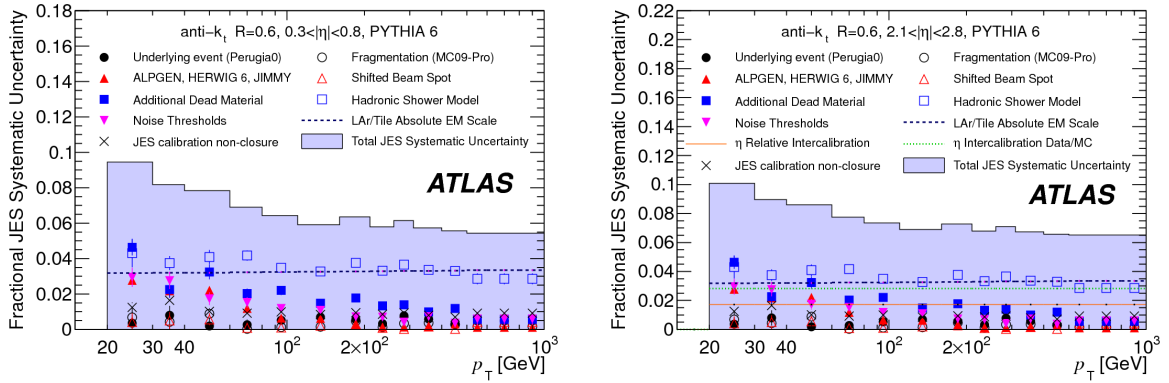 Fractional JES Systematic Uncertainty
0.18
0.16
0.14
0.12
0.1
0.08
0.06
0.04
0.02
0
anti-k_t R=0.6, 0.3<|η|<0.8, PYTHIA 6
Underlying event (Perugia0)
Fragmentation (MC09-Pro)
ALPGEN, HERWIG 6, JIMMY
Shifted Beam Spot
Additional Dead Material
Hadronic Shower Model
Noise Thresholds
LAr/Tile Absolute EM Scale
JES calibration non-closure
Total JES Systematic Uncertainty
ATLAS
20 30 40 10² 2×10² 10³
p_T [GeV]
Fractional JES Systematic Uncertainty
0.22
0.2
0.18
0.16
0.14
0.12
0.1
0.08
0.06
0.04
0.02
0
anti-k_t R=0.6, 2.1<|η|<2.8, PYTHIA 6
Underlying event (Perugia0)
Fragmentation (MC09-Pro)
ALPGEN, HERWIG 6, JIMMY
Shifted Beam Spot
Additional Dead Material
Hadronic Shower Model
Noise Thresholds
LAr/Tile Absolute EM Scale
η Relative Intercalibration
η Intercalibration Data/MC
JES calibration non-closure
Total JES Systematic Uncertainty
ATLAS
20 30 40 10² 2×10² 10³
p_T [GeV]